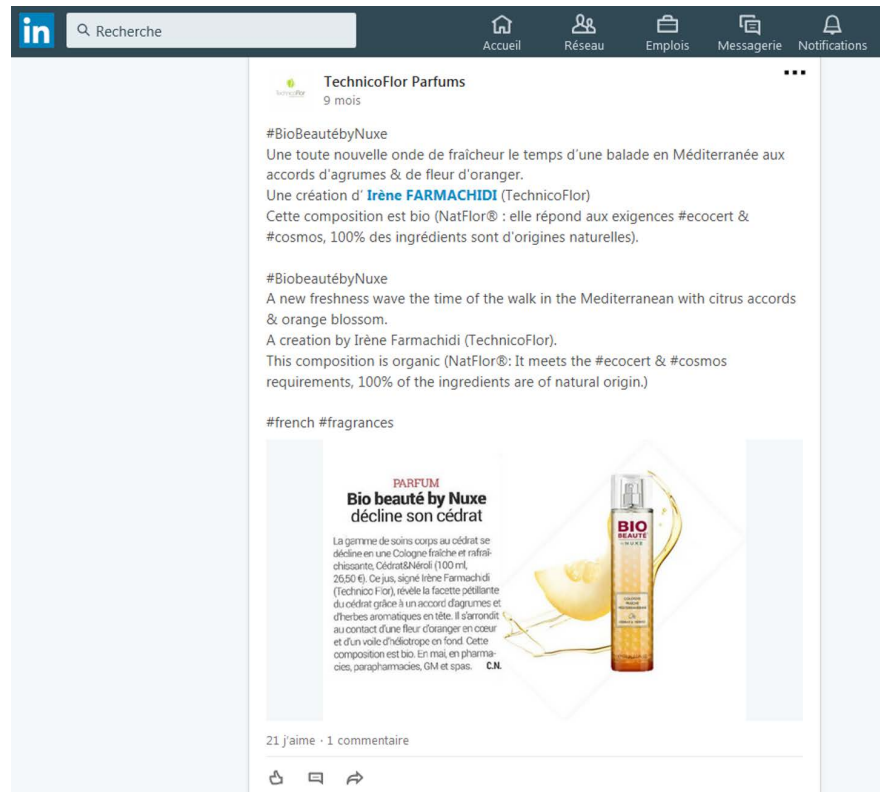 in Recherche
Accueil Réseau Emplois Messagerie Notifications
TechnicoFlor Parfums
9 mois
#BioBeautébyNuxe
Une toute nouvelle onde de fraîcheur le temps d'une balade en Méditerranée aux
accords d'agrumes & de fleur d'oranger.
Une création d' Irène FARMACHIDI (TechnicoFlor)
Cette composition est bio (NatFlor® : elle répond aux exigences #ecocert &
#cosmos, 100% des ingrédients sont d'origines naturelles).
#BiobeautébyNuxe
A new freshness wave the time of the walk in the Mediterranean with citrus accords
& orange blossom.
A creation by Irène Farmachidi (TechnicoFlor).
This composition is organic (NatFlor®: It meets the #ecocert & #cosmos
requirements, 100% of the ingredients are of natural origin.)
#french #fragrances
PARFUM
Bio beauté by Nuxe
décline son cédrat
La gamme de soins corps au cédrat se
décline en une Cologne fraîche et rafraî-
chissante, Cédrat&Néroli (100 ml,
26,50 €). Ce jus, signé Irène Farmachidi
(Technico Flor), révèle la facette pétillante
du cédrat grâce à un accord d'agrumes et
d'herbes aromatiques en tête. Il s'arrondit
au contact d'une fleur d'oranger en cœur
et d'un voile d'héliotrope en fond. Cette
composition est bio. En mai, en pharma-
cies, parapharmacies, GM et spas. C.N.
BIO
BEAUTÉ
by NUXE
21 j'aime · 1 commentaire